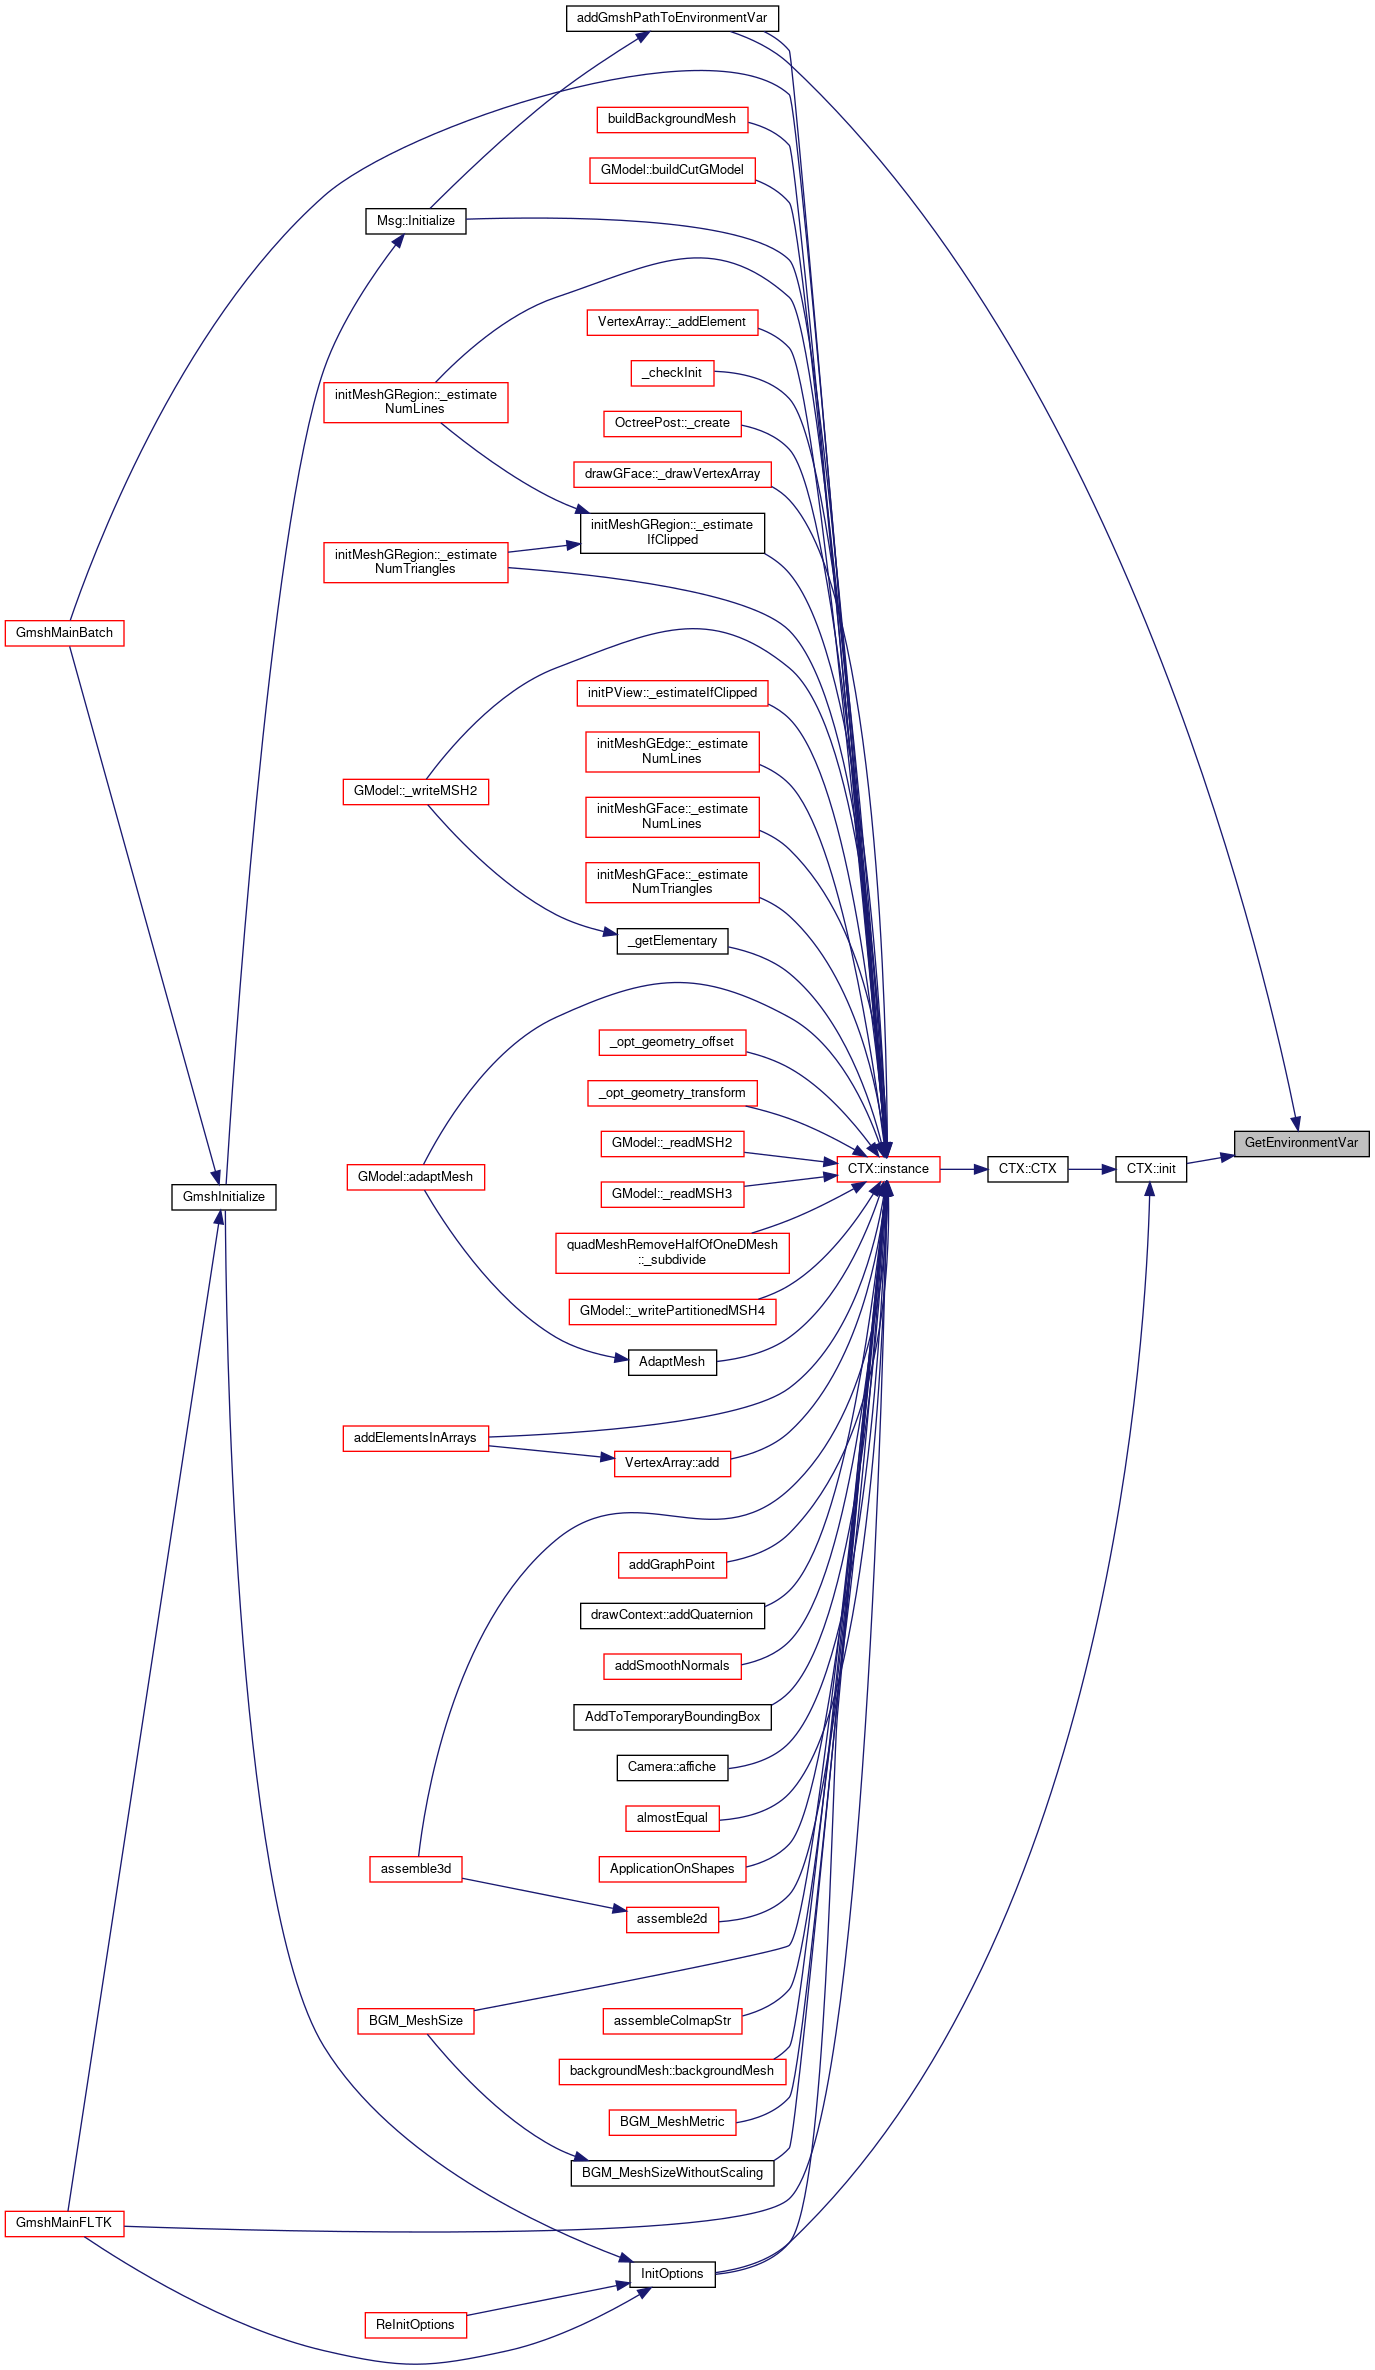 addGmshPathToEnvironmentVar
buildBackgroundMesh
GModel::buildCutGModel
Msg::Initialize
VertexArray::_addElement
_checkInit
initMeshGRegion::_estimate
NumLines
OctreePost::_create
drawGFace::_drawVertexArray
initMeshGRegion::_estimate
IfClipped
initMeshGRegion::_estimate
NumTriangles
GmshMainBatch
initPView::_estimateIfClipped
initMeshGEdge::_estimate
NumLines
GModel::_writeMSH2
initMeshGFace::_estimate
NumLines
initMeshGFace::_estimate
NumTriangles
_getElementary
_opt_geometry_offset
_opt_geometry_transform
GModel::_readMSH2
GetEnvironmentVar
CTX::instance
CTX::CTX
CTX::init
GModel::adaptMesh
GmshInitialize
GModel::_readMSH3
quadMeshRemoveHalfOfOneDMesh
::_subdivide
GModel::_writePartitionedMSH4
AdaptMesh
addElementsInArrays
VertexArray::add
addGraphPoint
drawContext::addQuaternion
addSmoothNormals
AddToTemporaryBoundingBox
Camera::affiche
almostEqual
assemble3d
ApplicationOnShapes
assemble2d
BGM_MeshSize
assembleColmapStr
backgroundMesh::backgroundMesh
BGM_MeshMetric
BGM_MeshSizeWithoutScaling
GmshMainFLTK
InitOptions
ReInitOptions